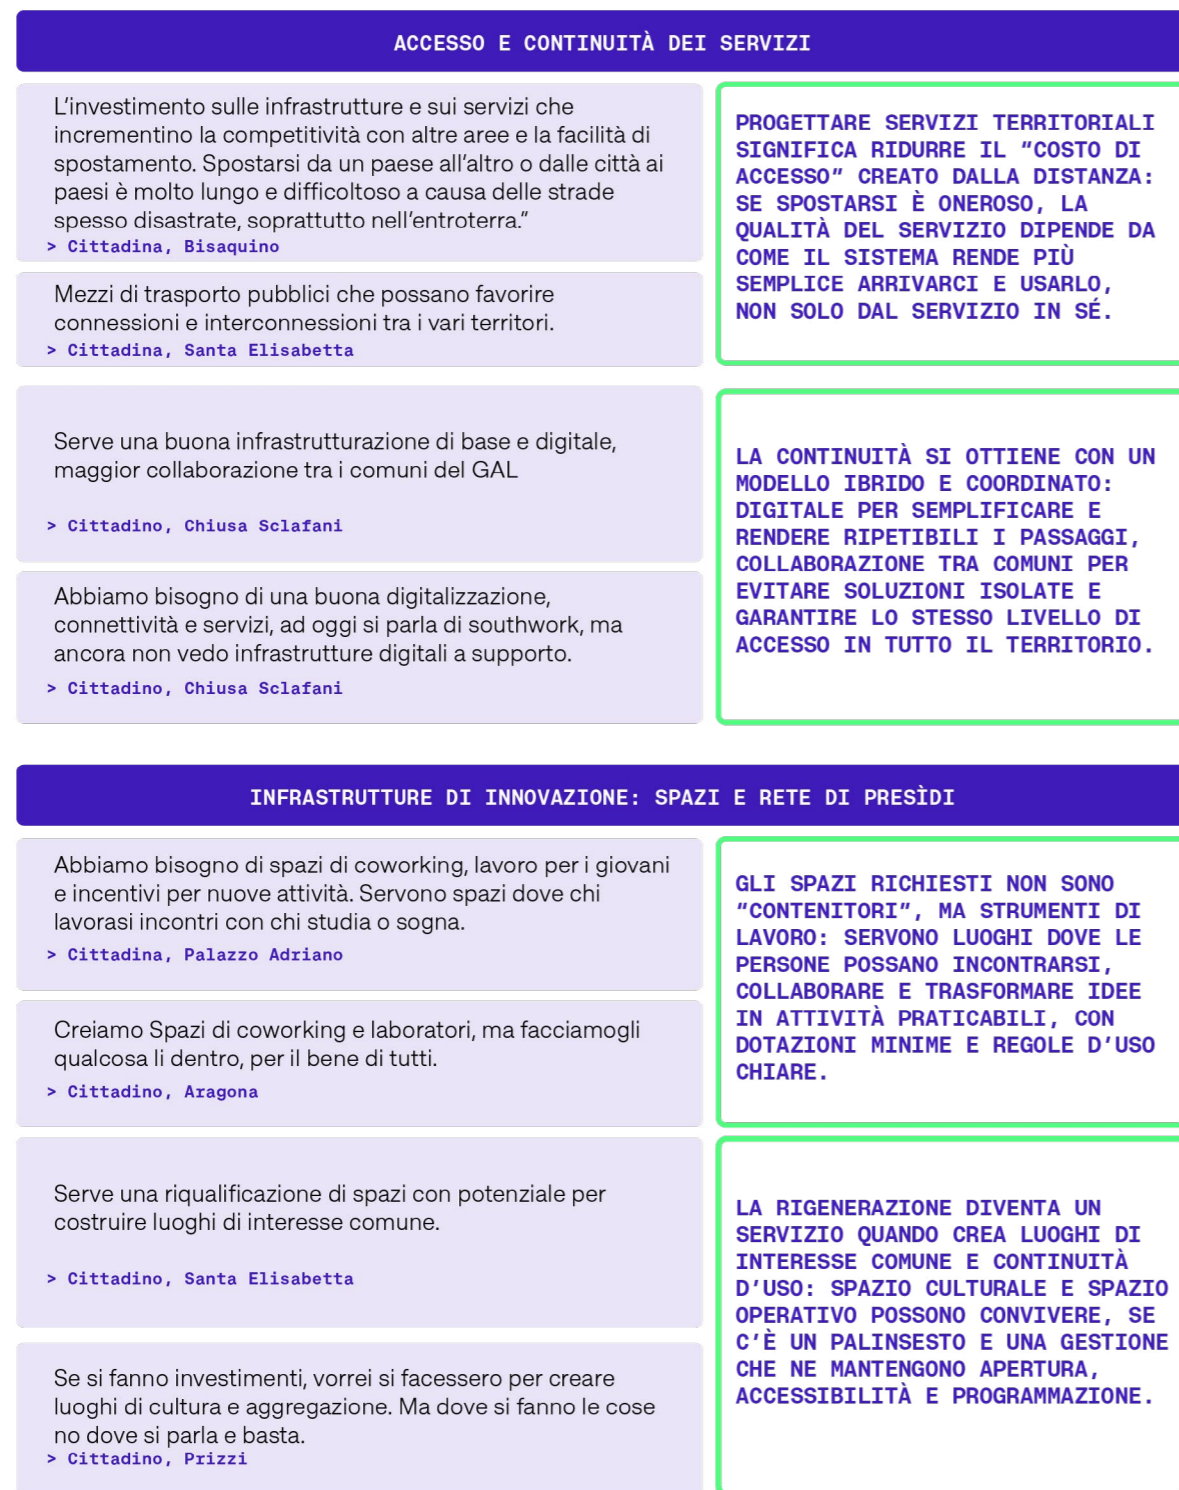 ACCESSO E CONTINUITÀ DEI SERVIZI
L'investimento sulle infrastrutture e sui servizi che
incrementino la competitività con altre aree e la facilità di
spostamento. Spostarsi da un paese all'altro o dalle città ai
paesi è molto lungo e difficoltoso a causa delle strade
spesso disastrate, soprattutto nell'entroterra.”
> Cittadina, Bisaquino
Mezzi di trasporto pubblici che possano favorire
connessioni e interconnessioni tra i vari territori.
> Cittadina, Santa Elisabetta
PROGETTARE SERVIZI TERRITORIALI
SIGNIFICA RIDURRE IL “COSTO DI
ACCESSO” CREATO DALLA DISTANZA:
SE SPOSTARSI È ONEROSO, LA
QUALITÀ DEL SERVIZIO DIPENDE DA
COME IL SISTEMA RENDE PIÙ
SEMPLICE ARRIVARCI E USARLO,
NON SOLO DAL SERVIZIO IN SÉ.
Serve una buona infrastrutturazione di base e digitale,
maggior collaborazione tra i comuni del GAL
> Cittadino, Chiusa Sclafani
Abbiamo bisogno di una buona digitalizzazione,
connettività e servizi, ad oggi si parla di southwork, ma
ancora non vedo infrastrutture digitali a supporto.
> Cittadino, Chiusa Sclafani
LA CONTINUITÀ SI OTTIENE CON UN
MODELLO IBRIDO E COORDINATO:
DIGITALE PER SEMPLIFICARE E
RENDERE RIPETIBILI I PASSAGGI,
COLLABORAZIONE TRA COMUNI PER
EVITARE SOLUZIONI ISOLATE E
GARANTIRE LO STESSO LIVELLO DI
ACCESSO IN TUTTO IL TERRITORIO.
INFRASTRUTTURE DI INNOVAZIONE: SPAZI E RETE DI PRESÌDI
Abbiamo bisogno di spazi di coworking, lavoro per i giovani
e incentivi per nuove attività. Servono spazi dove chi
lavorasi incontri con chi studia o sogna.
> Cittadina, Palazzo Adriano
Creiamo Spazi di coworking e laboratori, ma facciamogli
qualcosa li dentro, per il bene di tutti.
> Cittadino, Aragona
GLI SPAZI RICHIESTI NON SONO
“CONTENITORI”, MA STRUMENTI DI
LAVORO: SERVONO LUOGHI DOVE LE
PERSONE POSSANO INCONTRARSI,
COLLABORARE E TRASFORMARE IDEE
IN ATTIVITÀ PRATICABILI, CON
DOTAZIONI MINIME E REGOLE D'USO
CHIARE.
Serve una riqualificazione di spazi con potenziale per
costruire luoghi di interesse comune.
> Cittadino, Santa Elisabetta
Se si fanno investimenti, vorrei si facessero per creare
luoghi di cultura e aggregazione. Ma dove si fanno le cose
no dove si parla e basta.
> Cittadino, Prizzi
LA RIGENERAZIONE DIVENTA UN
SERVIZIO QUANDO CREA LUOGHI DI
INTERESSE COMUNE E CONTINUITÀ
D'USO: SPAZIO CULTURALE E SPAZIO
OPERATIVO POSSONO CONVIVERE, SE
C'È UN PALINSESTO E UNA GESTIONE
CHE NE MANTENGONO APERTURA,
ACCESSIBILITÀ E PROGRAMMAZIONE.